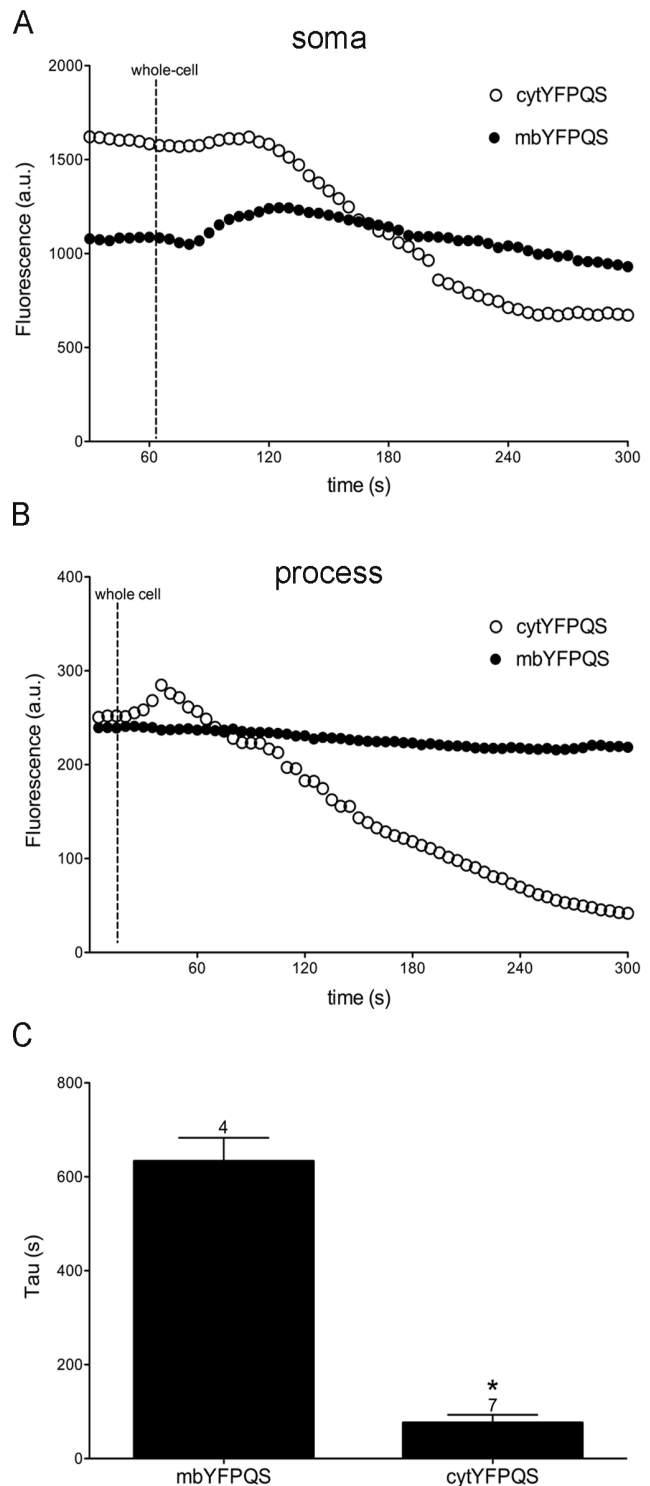 A
soma
2000
whole-cell
cytYFPQS
mbYFPQS
1500
1000
500
0
Fluorescence (a.u.)
60 120 180 240 300
time (s)
B
process
400
whole cell
cytYFPQS
mbYFPQS
300
200
100
0
Fluorescence (a.u.)
60 120 180 240 300
time (s)
C
800
600
400
200
0
Tau (s)
4
*
7
mbYFPQS cytYFPQS